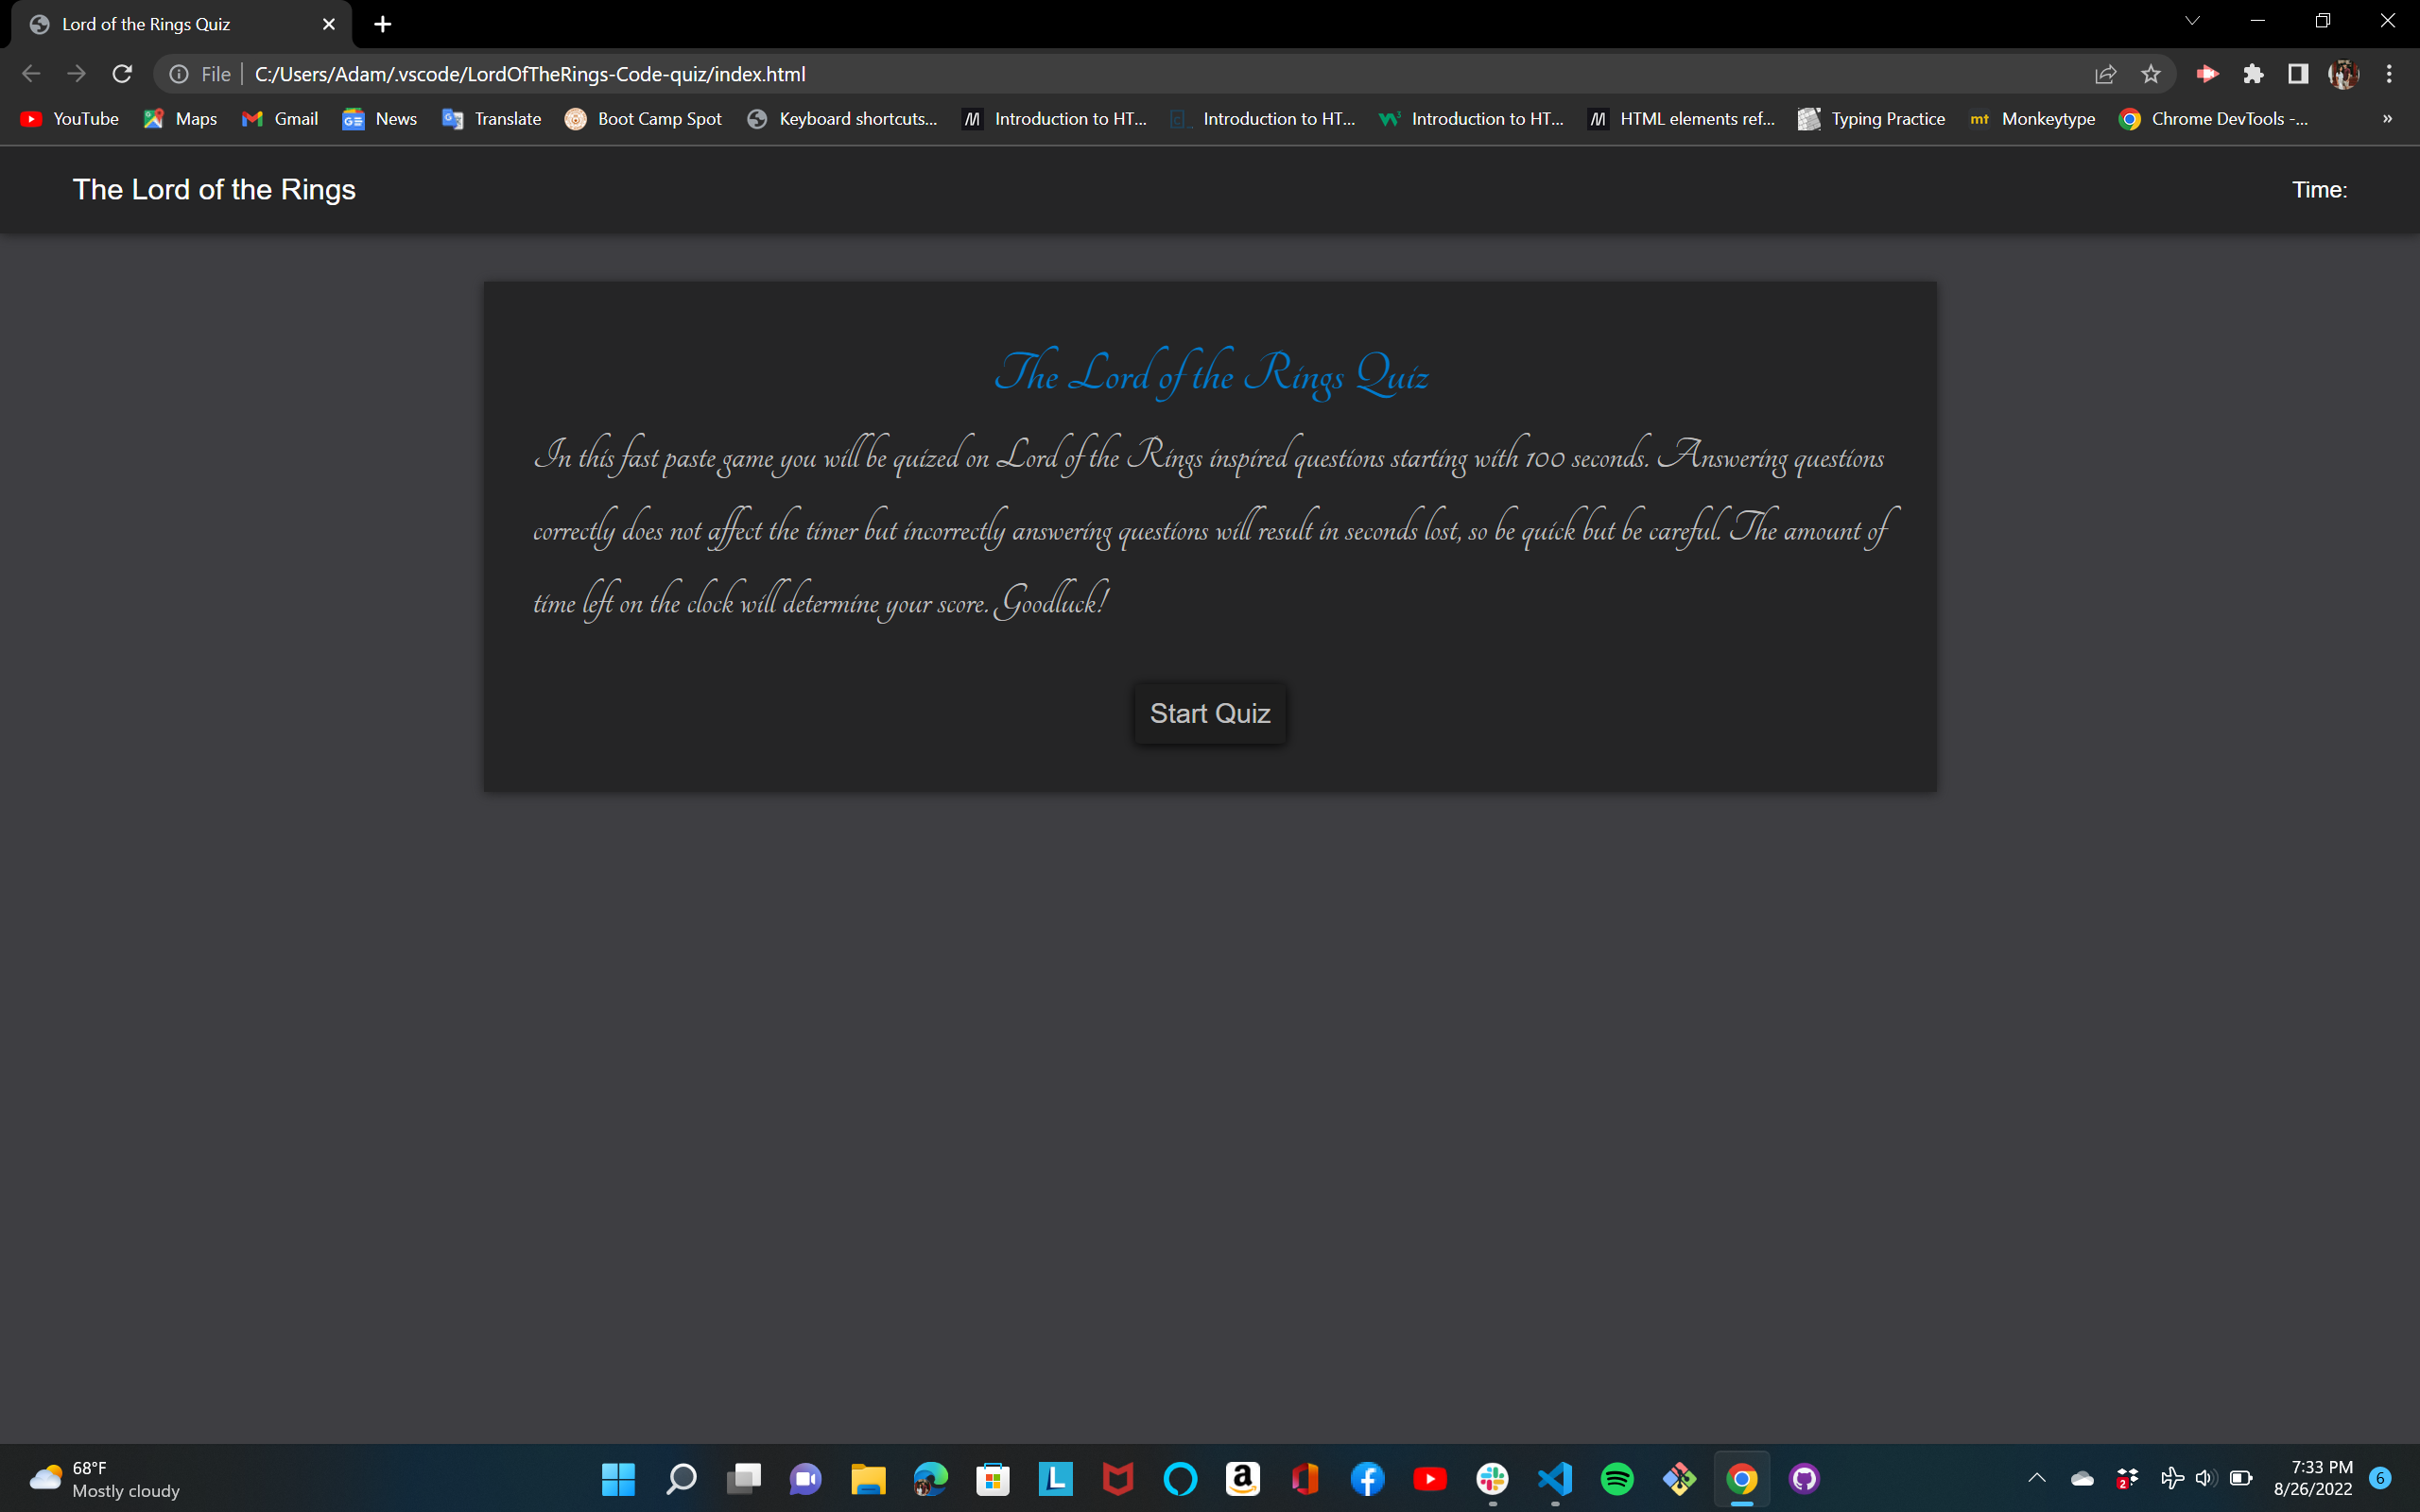 Lord of the Rings Quiz
File C:/Users/Adam/.vscode/LordOfTheRings-Code-quiz/index.html
YouTube Maps Gmail News Translate Boot Camp Spot Keyboard shortcuts... Introduction to HT... Introduction to HT... Introduction to HT... HTML elements ref... Typing Practice mt Monkeytype Chrome DevTools -... »
The Lord of the Rings Time:
The Lord of the Rings Quiz
In this fast paste game you will be quized on Lord of the Rings inspired questions starting with 100 seconds. Answering questions
correctly does not affect the timer but incorrectly answering questions will result in seconds lost, so be quick but be careful. The amount of
time left on the clock will determine your score. Goodluck!
Start Quiz
68°F 7:33 PM
Mostly cloudy 8/26/2022 6